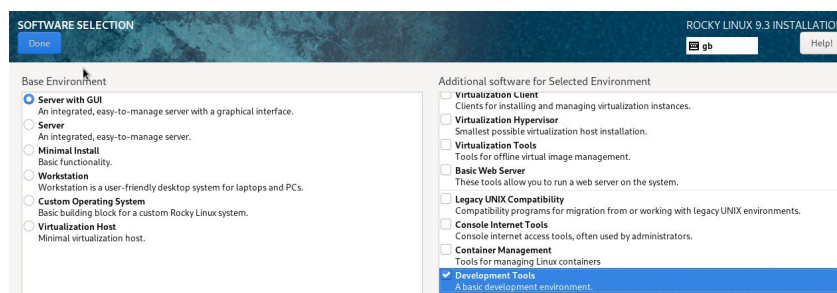 SOFTWARE SELECTION
ROCKY LINUX 9.3 INSTALLATION
Done
gb
Help!
Base Environment
Server with GUI
An integrated, easy-to-manage server with a graphical interface.
Server
An integrated, easy-to-manage server.
Minimal Install
Basic functionality.
Workstation
Workstation is a user-friendly desktop system for laptops and PCs.
Custom Operating System
Basic building block for a custom Rocky Linux system.
Virtualization Host
Minimal virtualization host.
Additional software for Selected Environment
Virtualization Client
Clients for installing and managing virtualization instances.
Virtualization Hypervisor
Smallest possible virtualization host installation.
Virtualization Tools
Tools for offline virtual image management.
Basic Web Server
These tools allow you to run a web server on the system.
Legacy UNIX Compatibility
Compatibility programs for migration from or working with legacy UNIX environments.
Console Internet Tools
Console internet access tools, often used by administrators.
Container Management
Tools for managing Linux containers
Development Tools
A basic development environment.